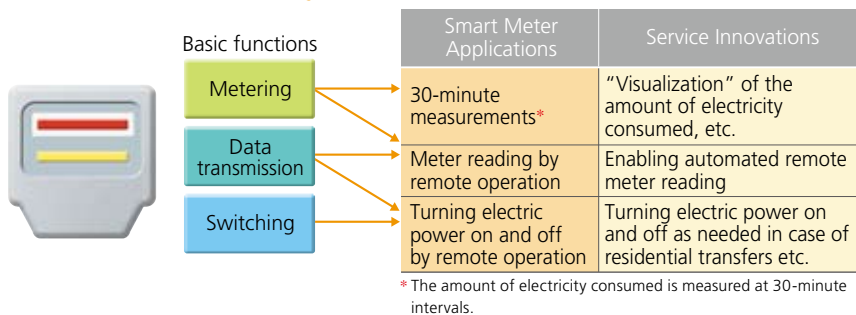 Basic functions
Metering
Data
transmission
Switching
Smart Meter
Applications
Service Innovations
30-minute
measurements*
"Visualization" of the
amount of electricity
consumed, etc.
Meter reading by
remote operation
Enabling automated remote
meter reading
Turning electric
power on and off
by remote operation
Turning electric power on
and off as needed in case of
residential transfers etc.
* The amount of electricity consumed is measured at 30-minute
intervals.